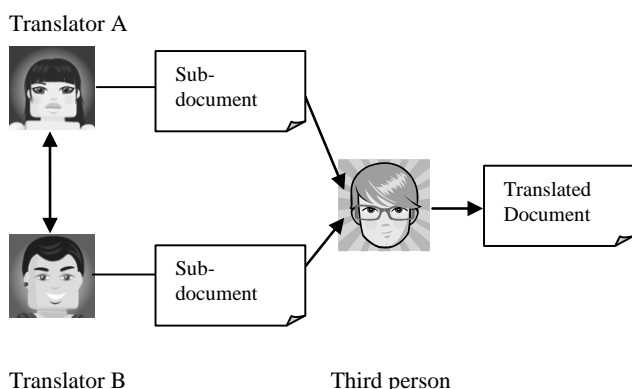 Translator A
Sub-
document
Translated
Document
Sub-
document
Translator B
Third person